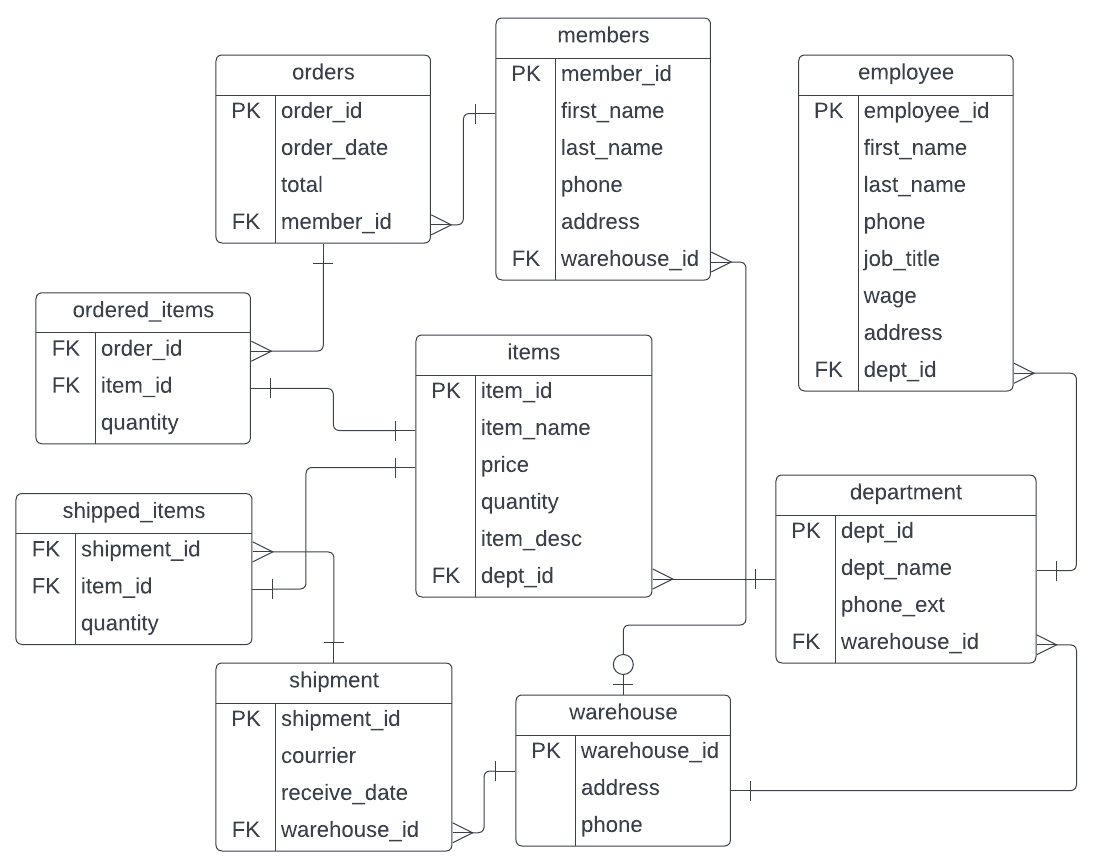 members
PK member_id
first_name
last_name
phone
address
FK warehouse_id
orders
PK order_id
order_date
total
FK member_id
employee
PK employee_id
first_name
last_name
phone
job_title
wage
address
FK dept_id
ordered_items
FK order_id
FK item_id
quantity
items
PK item_id
item_name
price
quantity
item_desc
FK dept_id
department
PK dept_id
dept_name
phone_ext
FK warehouse_id
shipped_items
FK shipment_id
FK item_id
quantity
shipment
PK shipment_id
courrier
receive_date
FK warehouse_id
warehouse
PK warehouse_id
address
phone